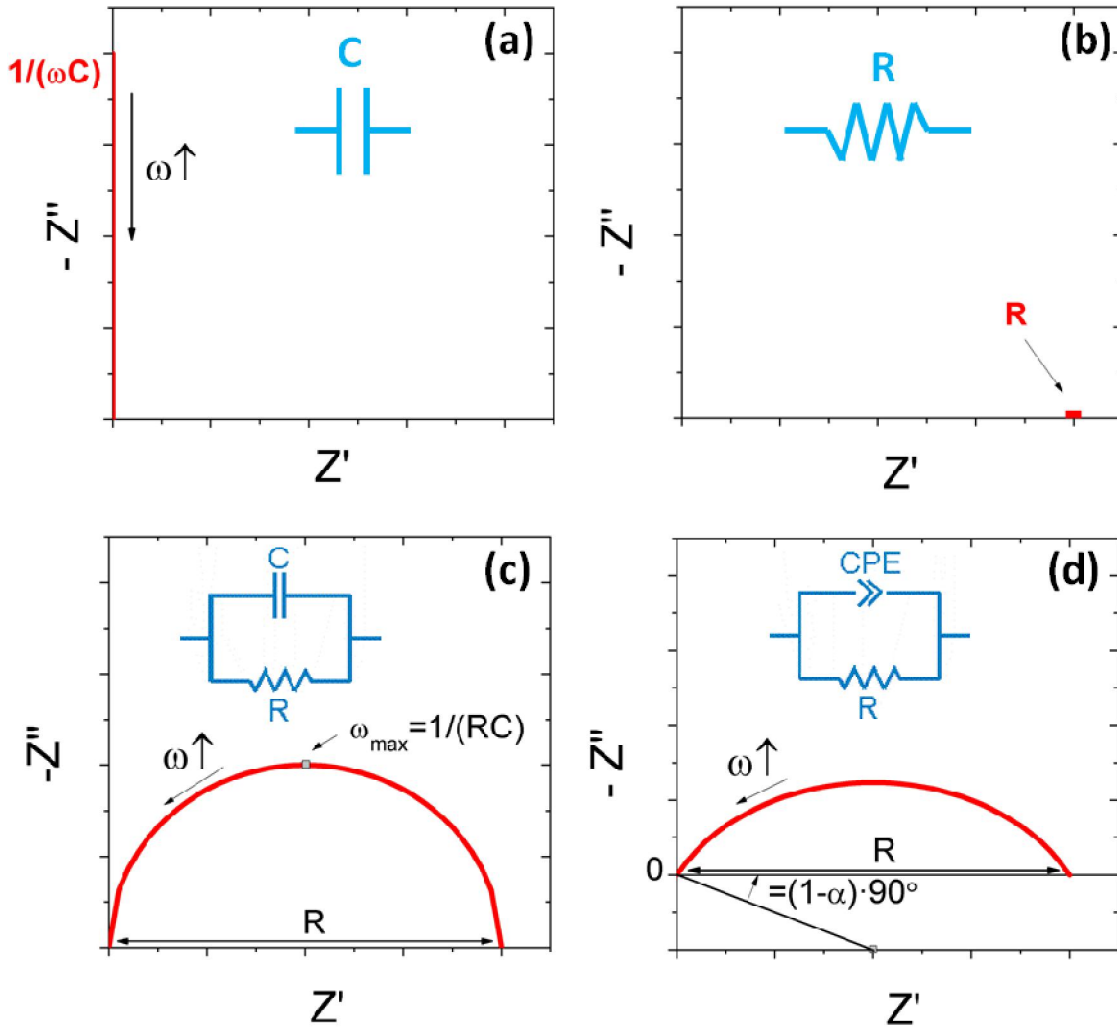 (a)
C
1/(ωC)
ω↑
- Z"
Z'
(b)
R
- Z"
R
Z'
(c)
C
R
ω↑
ωmax=1/(RC)
-Z"
R
Z'
(d)
CPE
R
ω↑
- Z"
R
0
=(1-α)·90°
Z'